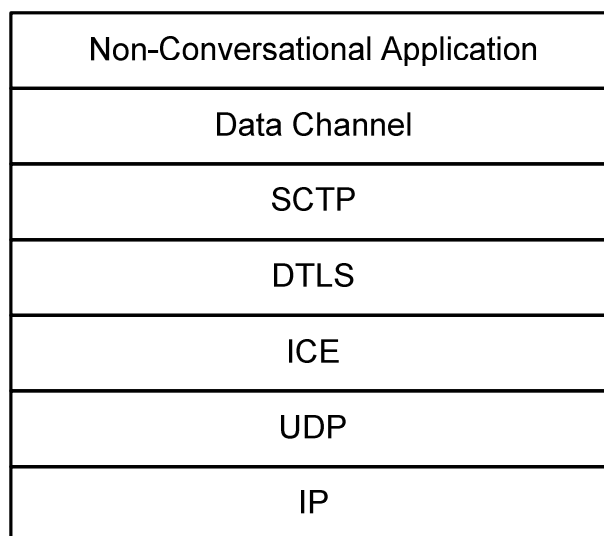 Non-Conversational Application
Data Channel
SCTP
DTLS
ICE
UDP
IP